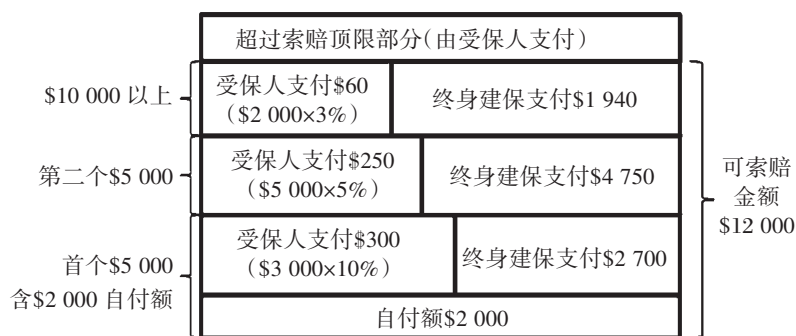 超过索赔顶限部分(由受保人支付)
$10 000 以上
受保人支付$60
($2 000×3%)
终身建保支付$1 940
第二个$5 000
受保人支付$250
($5 000×5%)
终身建保支付$4 750
可索赔
金额
$12 000
首个$5 000
含$2 000 自付额
受保人支付$300
($3 000×10%)
终身建保支付$2 700
自付额$2 000